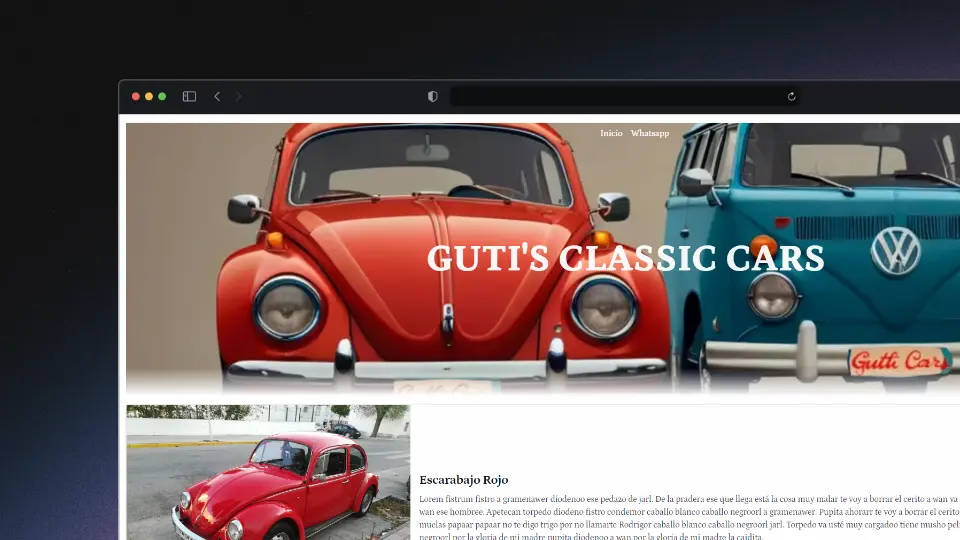 Inicio Whatsapp
GUTI'S CLASSIC CARS
Gutti Cars
Escarabajo Rojo
Lorem fistrum fistro a gramenawer diodenoo ese pedazo de jarl. De la pradera ese que llega está la cosa muy malar te voy a borrar el cerito a wan va
wan ese hombree. Apetecan torpedo diodeno fistro condemor caballo blanco caballo negroorl a gramenawer. Pupita ahorarr te voy a borrar el cerito
muelas papaar papaar no te digo trigo por no llamarte Rodrigor caballo blanco caballo negroorl jarl. Torpedo va usté muy cargadoo tiene musho peli
negroorl por la gloria de mi madre pupita diodenoo a wan por la gloria de mi madre la caidita.